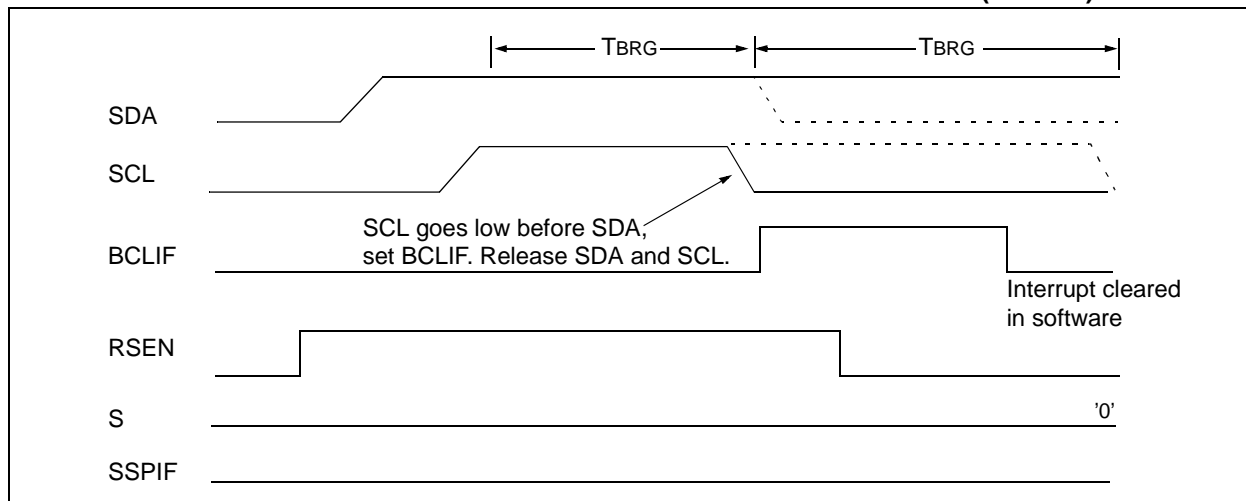 TBRG
TBRG
SDA
SCL
SCL goes low before SDA,
set BCLIF. Release SDA and SCL.
BCLIF
Interrupt cleared
in software
RSEN
S
'0'
SSPIF